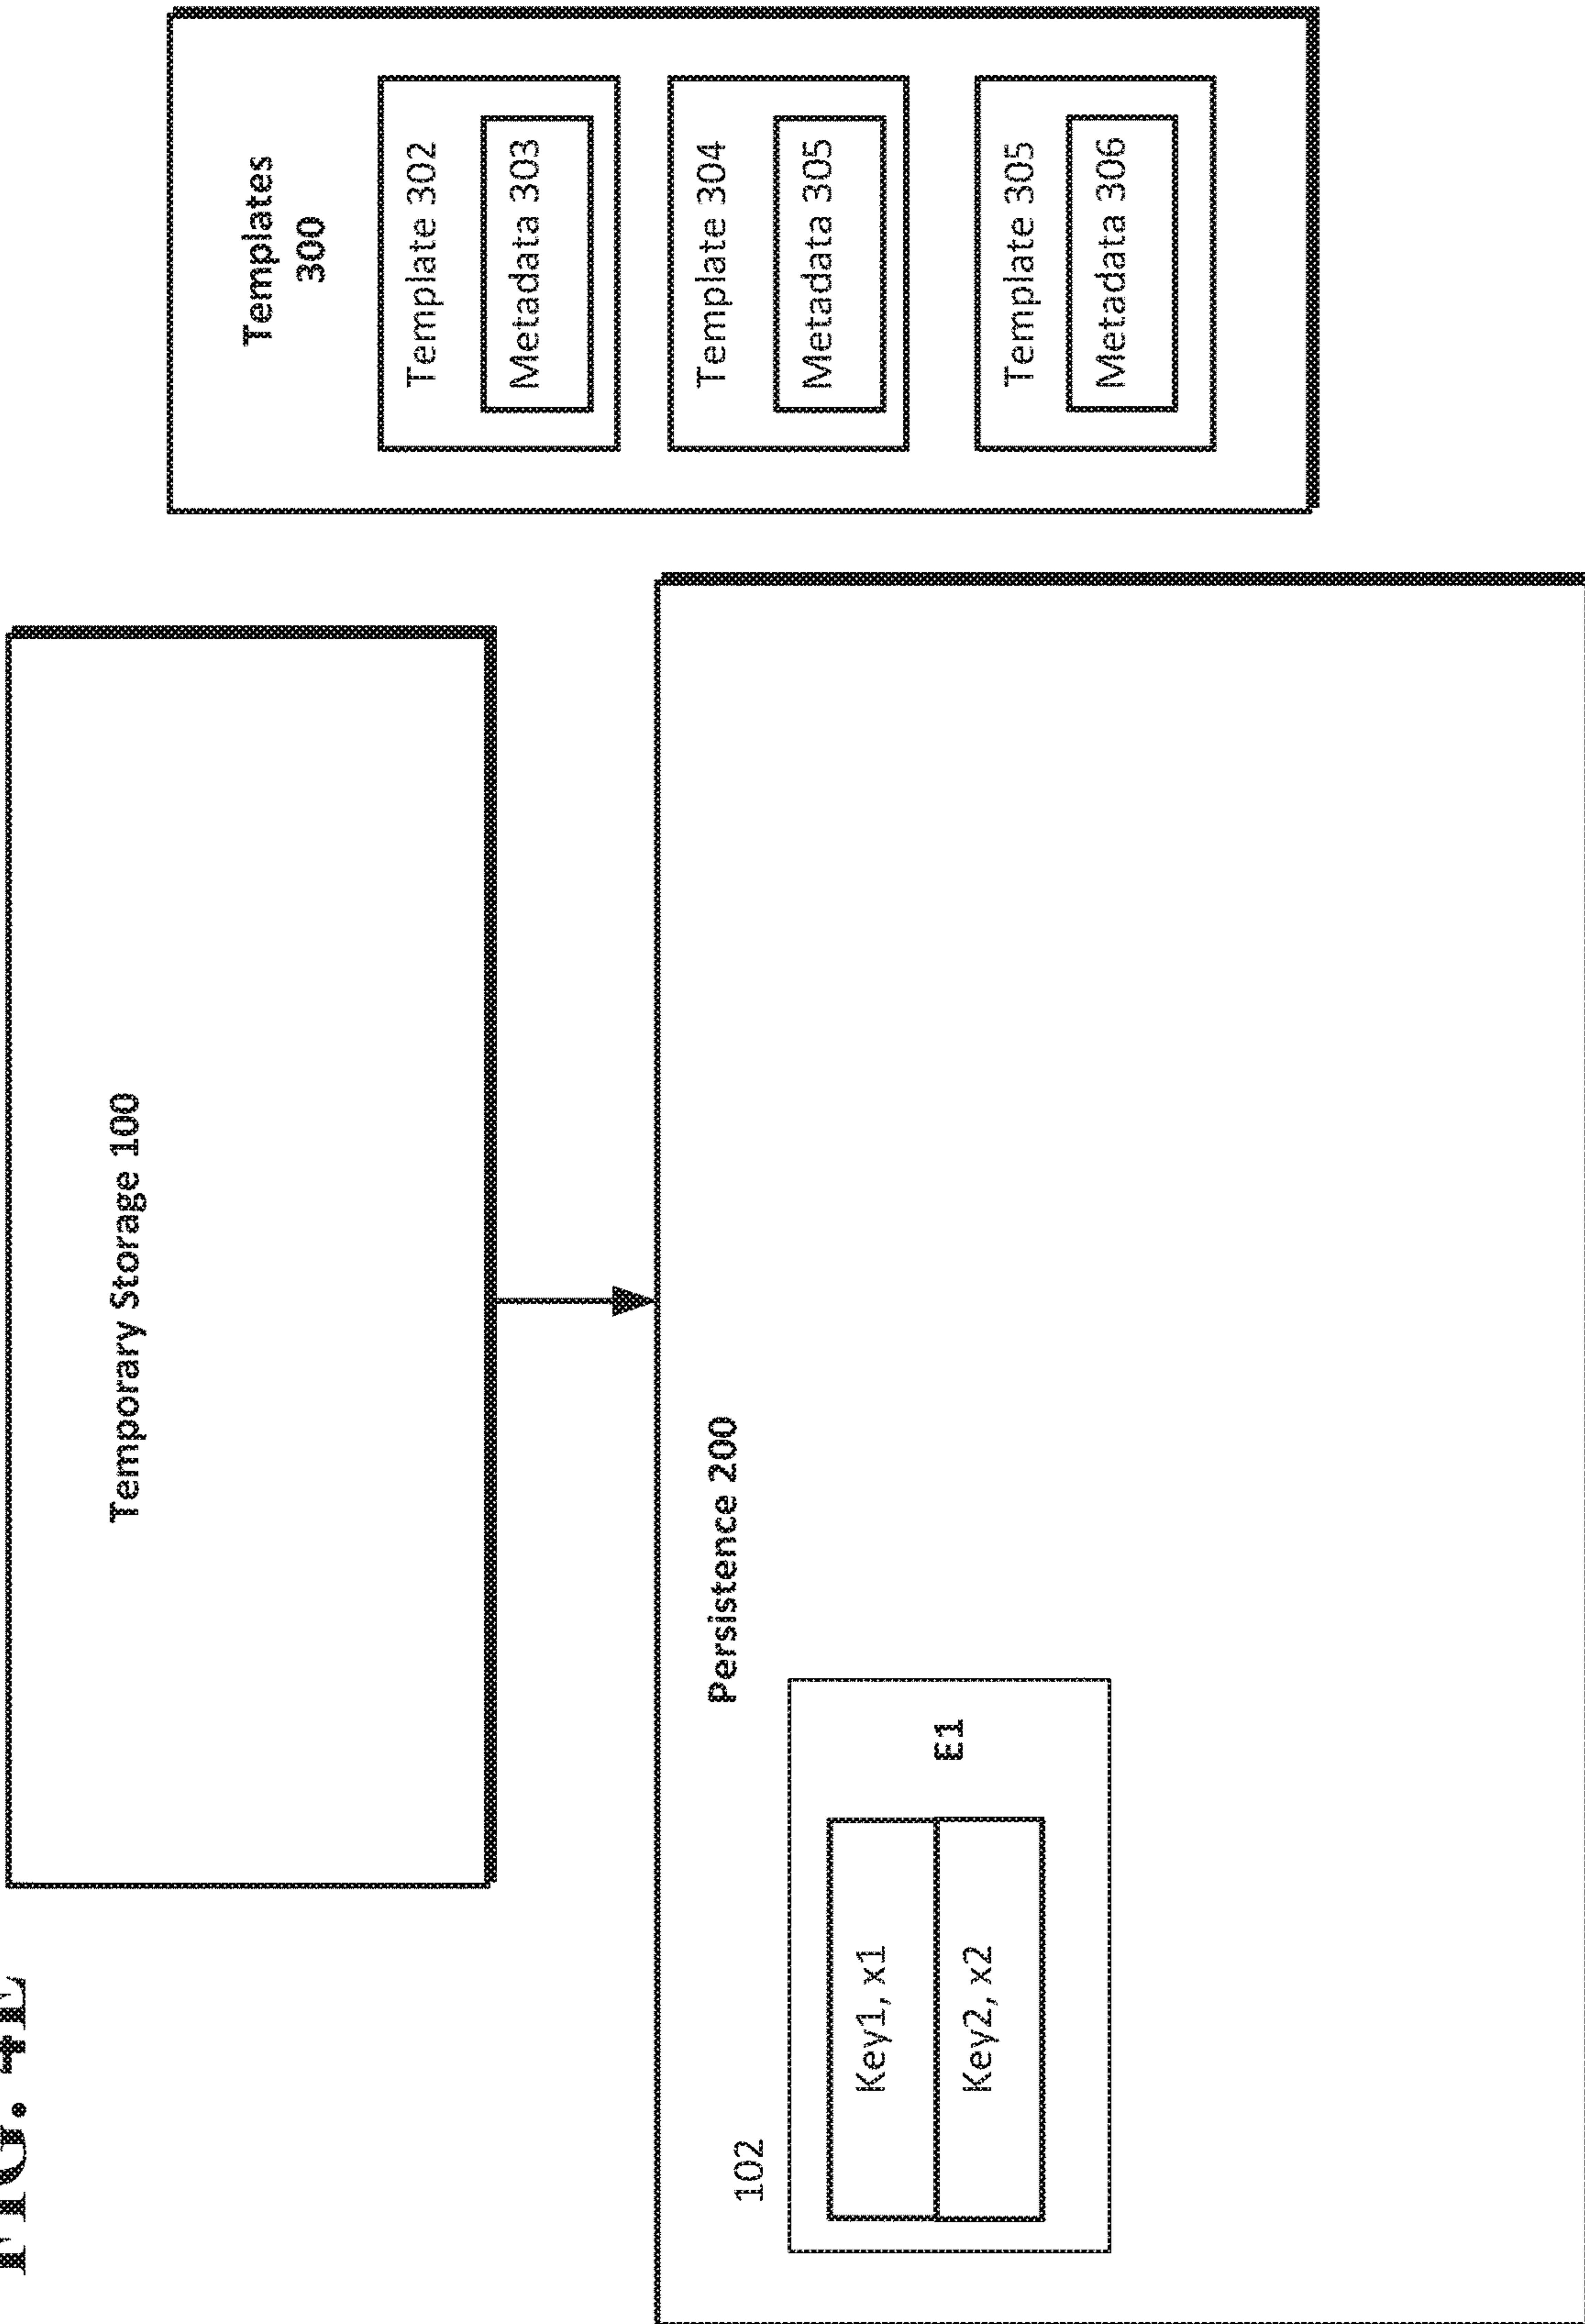 FIG. 4E
Temporary Storage 100
Templates
300
Template 302
Metadata 303
Template 304
Metadata 305
Template 305
Metadata 306
Persistence 200
102
Key1, x1
Key2, x2
E1